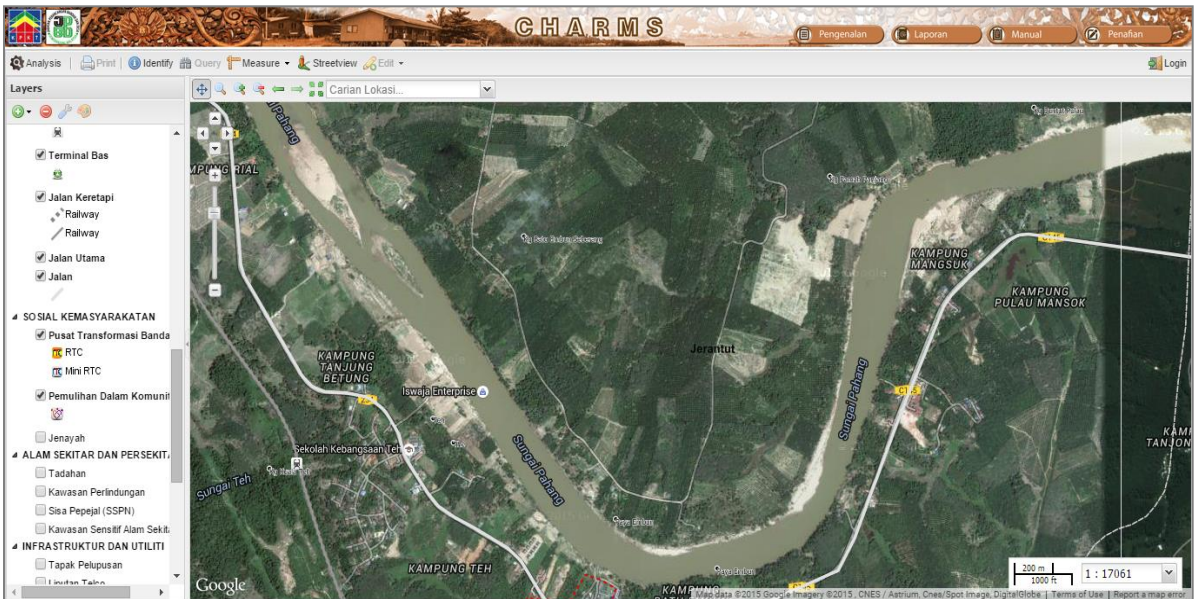 CHARMS
Pengenalan
Laporan
Manual
Penafian
Analysis
Print
Identify
Query
Measure
Streetview
Edit
Login
Layers
Carian Lokasi...
Terminal Bas
Jalan Keretapi
Railway
Railway
Jalan Utama
Jalan
SOSIAL KEMASYARAKATAN
Pusat Transformasi Banda
RTC
Mini RTC
Pemulihan Dalam Komunit
Jenayah
ALAM SEKITAR DAN PERSEKIT
Tadahan
Kawasan Perlindungan
Sisa Pepejal (SSPN)
Kawasan Sensitif Alam Sekit
INFRASTRUKTUR DAN UTILITI
Tapak Pelupusan
Sungai Pahang
KAMPUNG
MANGSUK
KAMPUNG
PULAU MANSOK
Jerantut
KAMPUNG
TANJUNG
BETUNG
Iswaja Enterprise
Sungai Pahang
Sekolah Kebangsaan Teh
Sungai Teh
Sungai Pahang
Paya Embun
KAMPUNG TEH
Paya Embun
Google
200 m
1000 ft
1 : 17061
Map data ©2015 Google Imagery ©2015 , CNES / Astrium, Cnes/Spot Image, DigitalGlobe
Terms of Use
Report a map error